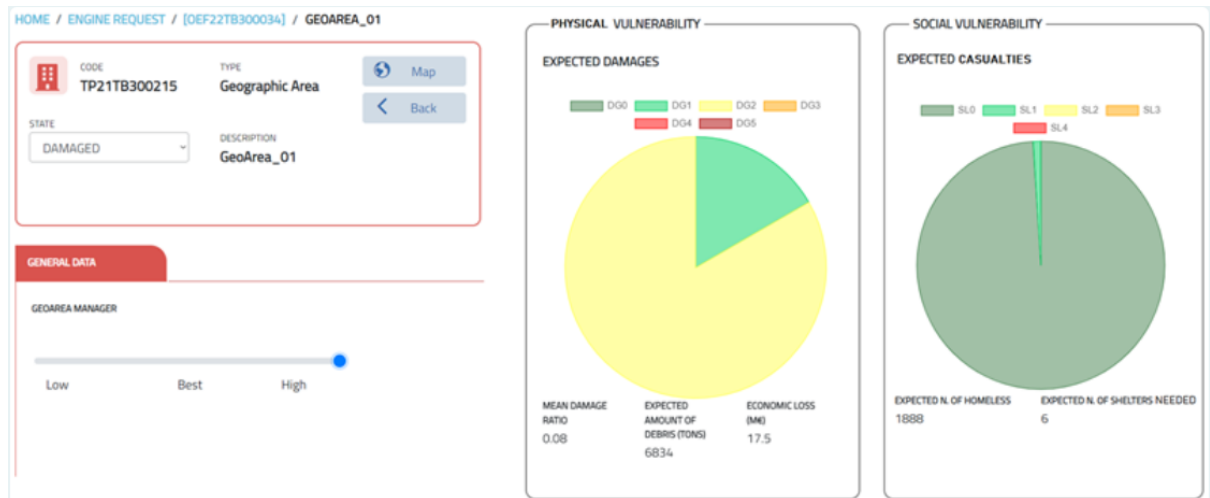 HOME / ENGINE REQUEST / [OEF22TB300034] / GEOAREA_01
CODE
TP21TB300215
TYPE
Geographic Area
Map
Back
STATE
DAMAGED
DESCRIPTION
GeoArea_01
GENERAL DATA
GEOAREA MANAGER
Low Best High
PHYSICAL VULNERABILITY
EXPECTED DAMAGES
DG0 DG1 DG2 DG3
DG4 DG5
MEAN DAMAGE
RATIO
0.08
EXPECTED
AMOUNT OF
DEBRIS (TONS)
6834
ECONOMIC LOSS
(M€)
17.5
SOCIAL VULNERABILITY
EXPECTED CASUALTIES
SL0 SL1 SL2 SL3
SL4
EXPECTED N. OF HOMELESS
1888
EXPECTED N. OF SHELTERS NEEDED
6